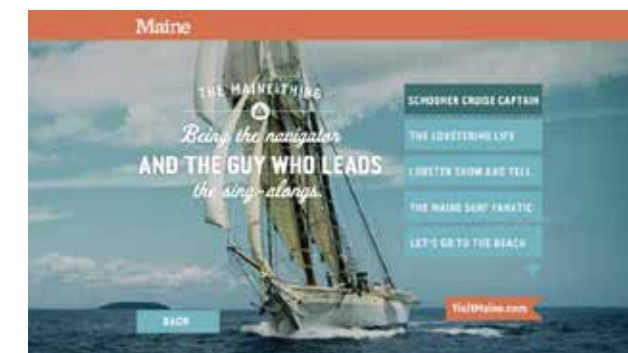 Maine
THE MAINE THING
Being the navigator
AND THE GUY WHO LEADS
the sing-alongs.
SCHOONER CRUISE CAPTAIN
THE LOBSTERING LIFE
LOBSTER SHOW AND TELL
THE MAINE SURF FANATIC
LET'S GO TO THE BEACH
VisitMaine.com
BACK